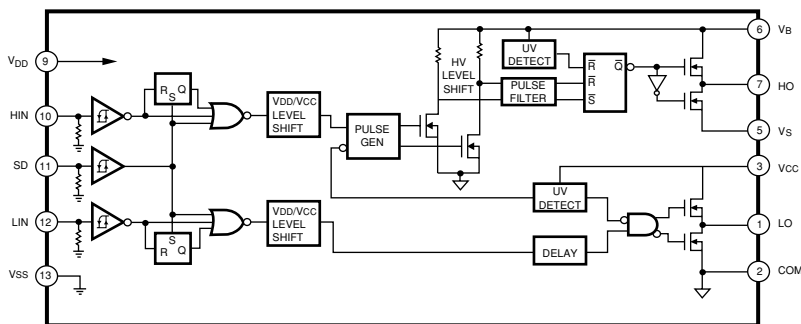 VDD 9
HIN 10
SD 11
LIN 12
VSS 13
R S Q
R S Q
VDD/VCC
LEVEL
SHIFT
VDD/VCC
LEVEL
SHIFT
PULSE
GEN
HV
LEVEL
SHIFT
UV
DETECT
PULSE
FILTER
R̅ Q̅
R̅
S̅
UV
DETECT
DELAY
6 VB
7 HO
5 VS
3 VCC
1 LO
2 COM